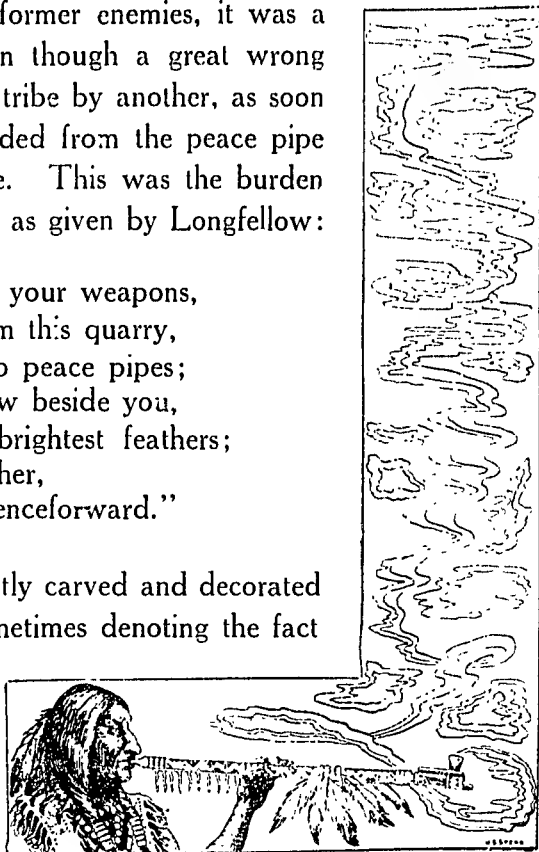 former enemies, it was a
n though a great wrong
tribe by another, as soon
ded from the peace pipe
e. This was the burden
as given by Longfellow:
your weapons,
m this quarry,
o peace pipes;
w beside you,
brightest feathers;
her,
enceforward."
tly carved and decorated
netimes denoting the fact